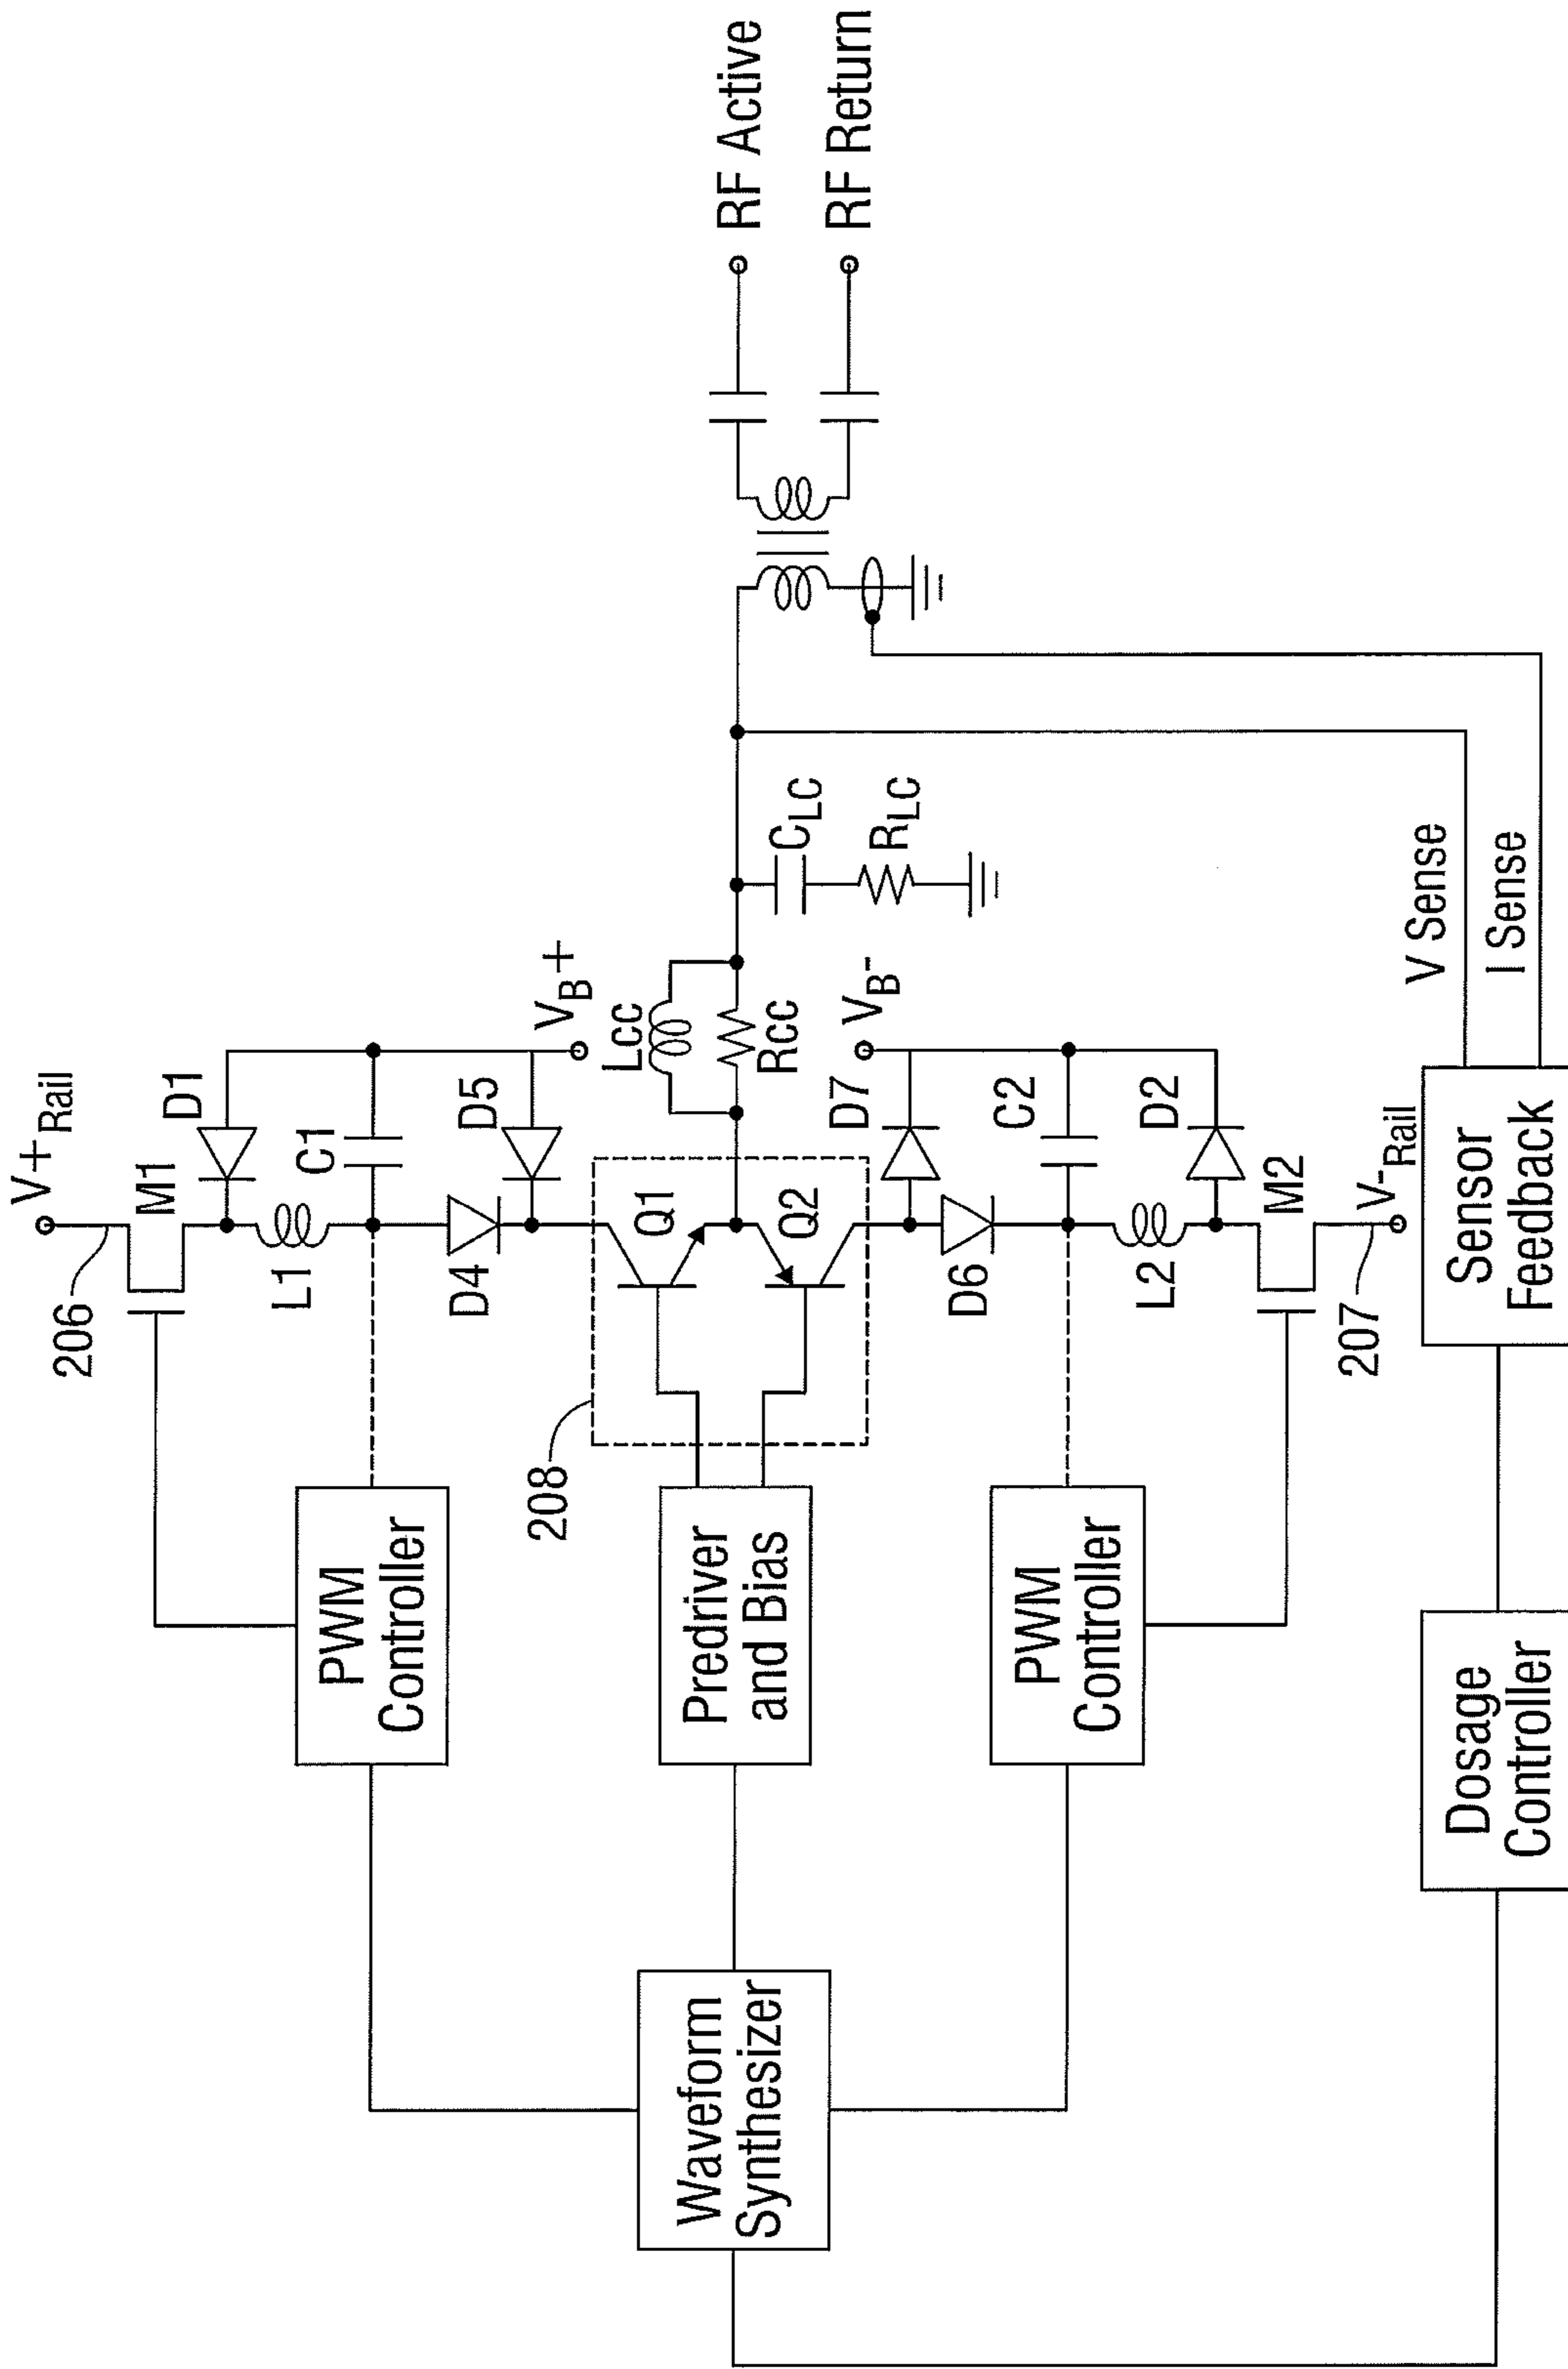 V+Rail
206
M1
D1
L1
C1
D4
D5
VB+
PWM
Controller
208
Q1
Q2
Lcc
Rcc
CLC
RLC
RF Active
RF Return
Predriver
and Bias
Waveform
Synthesizer
D7
VB-
D6
C2
L2
D2
M2
207
V-Rail
PWM
Controller
V Sense
I Sense
Sensor
Feedback
Dosage
Controller